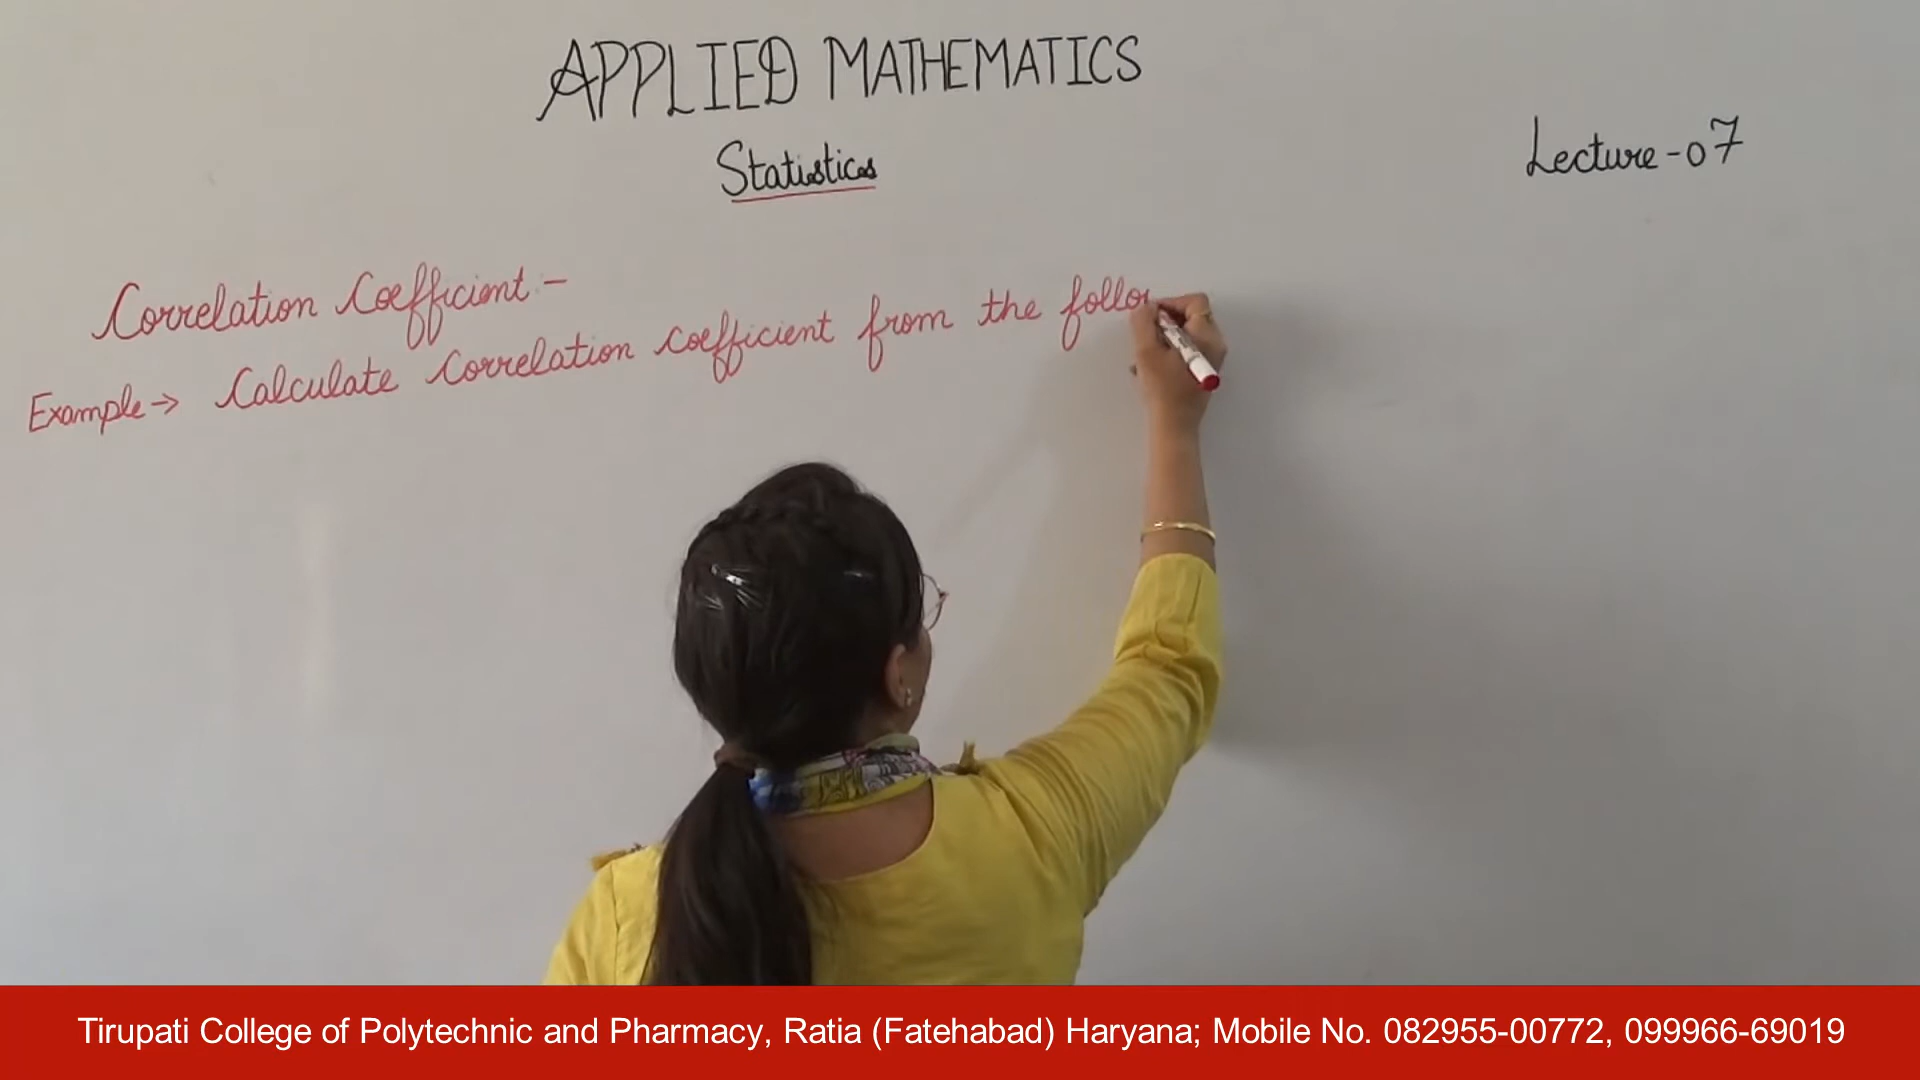 APPLIED MATHEMATICS
Statistics
Lecture-07
Correlation Coefficient:-
Example→ Calculate Correlation coefficient from the follow
Tirupati College of Polytechnic and Pharmacy, Ratia (Fatehabad) Haryana; Mobile No. 082955-00772, 099966-69019